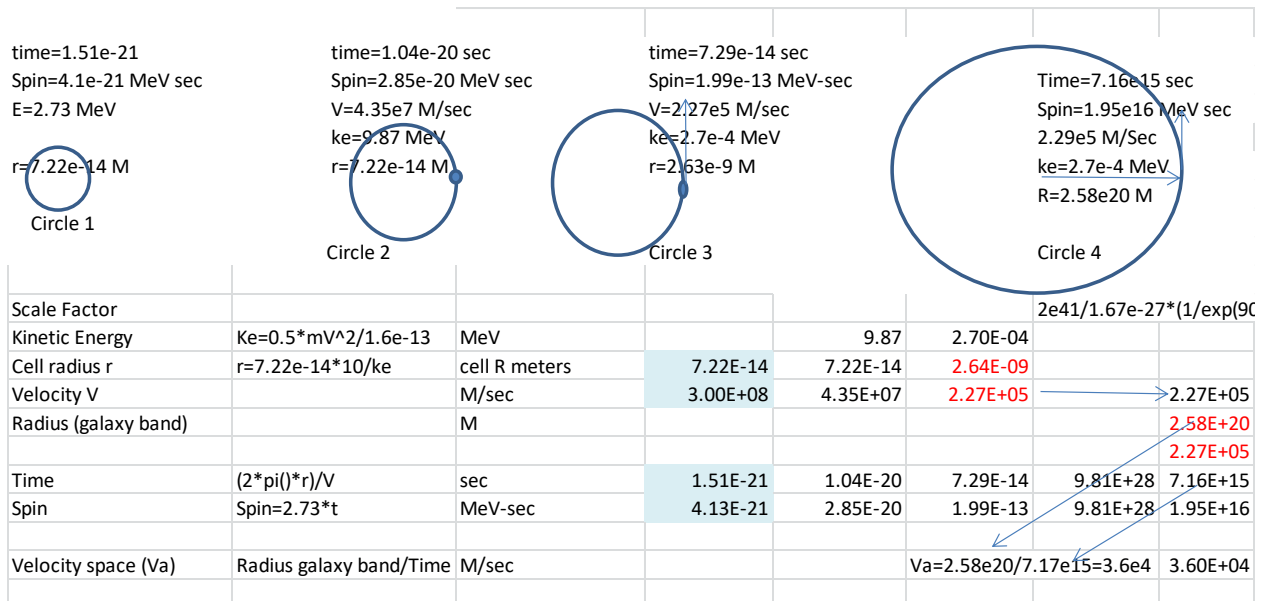 time=1.51e-21
Spin=4.1e-21 MeV sec
E=2.73 MeV
r=7.22e-14 M
Circle 1
time=1.04e-20 sec
Spin=2.85e-20 MeV sec
V=4.35e7 M/sec
ke=9.87 MeV
r=7.22e-14 M
Circle 2
time=7.29e-14 sec
Spin=1.99e-13 MeV-sec
V=2.27e5 M/sec
ke=2.7e-4 MeV
r=2.63e-9 M
Circle 3
Time=7.16e15 sec
Spin=1.95e16 MeV sec
2.29e5 M/Sec
ke=2.7e-4 MeV
R=2.58e20 M
Circle 4
Scale Factor 2e41/1.67e-27*(1/exp(90
Kinetic Energy Ke=0.5*mV^2/1.6e-13 MeV 9.87 2.70E-04
Cell radius r r=7.22e-14*10/ke cell R meters 7.22E-14 7.22E-14 2.64E-09
Velocity V M/sec 3.00E+08 4.35E+07 2.27E+05 2.27E+05
Radius (galaxy band) M 2.58E+20
2.27E+05
Time (2*pi()*r)/V sec 1.51E-21 1.04E-20 7.29E-14 9.81E+28 7.16E+15
Spin Spin=2.73*t MeV-sec 4.13E-21 2.85E-20 1.99E-13 9.81E+28 1.95E+16
Velocity space (Va) Radius galaxy band/Time M/sec Va=2.58e20/7.17e15=3.6e4 3.60E+04